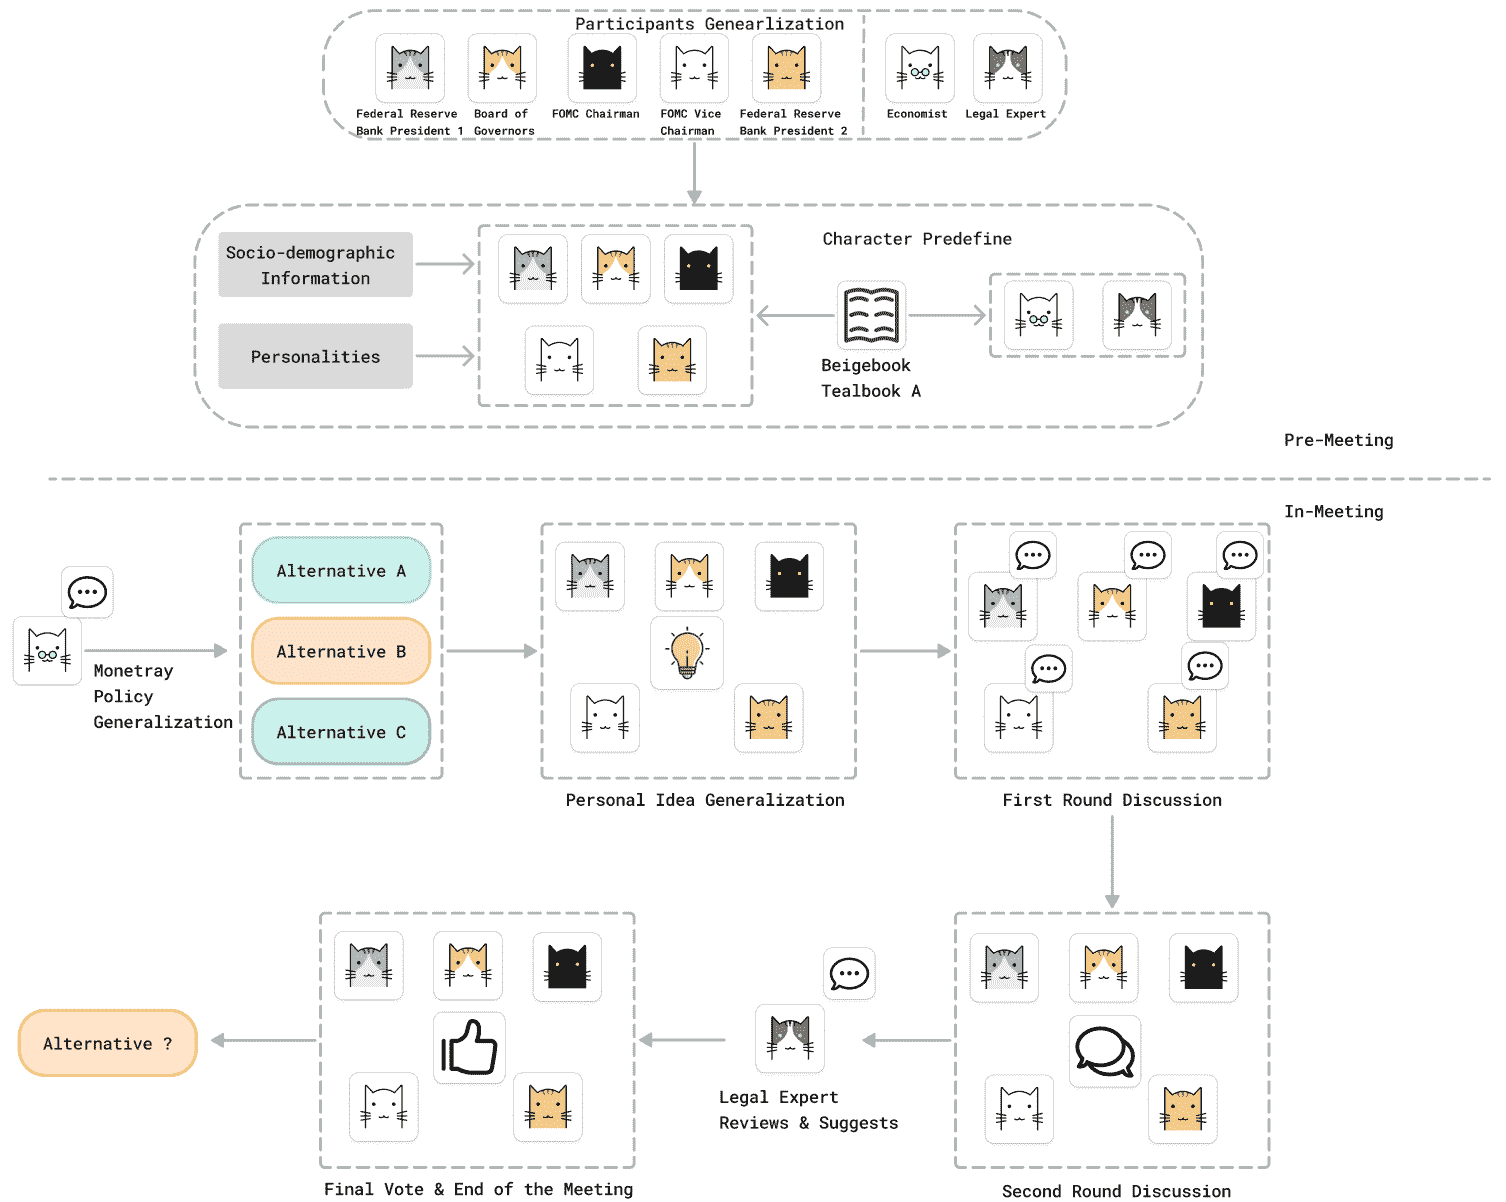 Participants Genearlization
Federal Reserve
Bank President 1
Board of
Governors
FOMC Chairman
FOMC Vice
Chairman
Federal Reserve
Bank President 2
Economist
Legal Expert
Socio-demographic
Information
Personalities
Character Predefine
Beigebook
Tealbook A
Pre-Meeting
In-Meeting
Monetray
Policy
Generalization
Alternative A
Alternative B
Alternative C
Personal Idea Generalization
First Round Discussion
Alternative ?
Final Vote & End of the Meeting
Legal Expert
Reviews & Suggests
Second Round Discussion